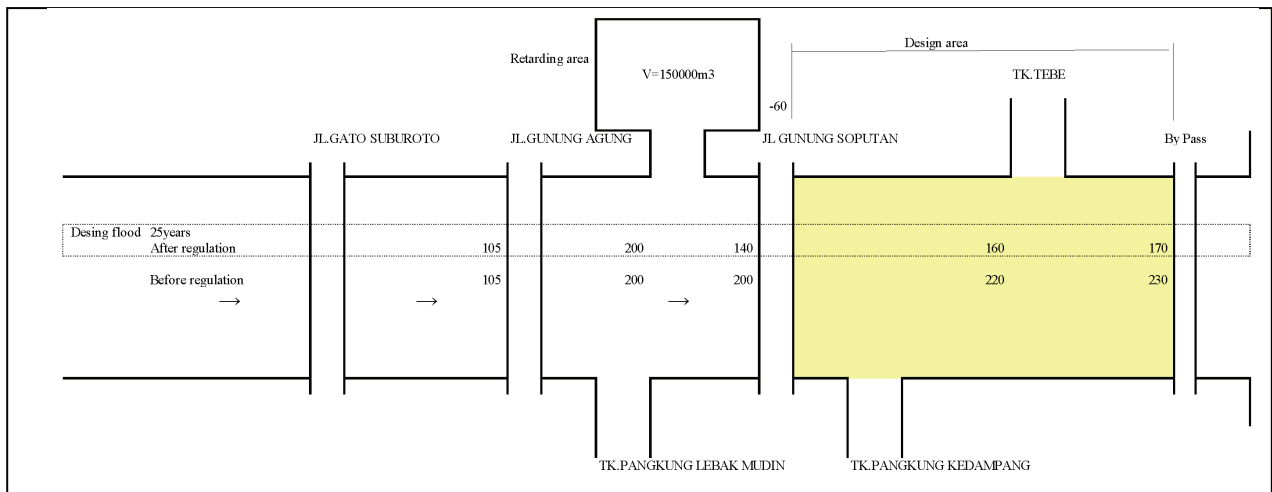 Design area
Retarding area
V=150000m3
TK.TEBE
-60
JL.GATO SUBUROTO JL.GUNUNG AGUNG JL GUNUNG SOPUTAN By Pass
Desing flood 25years
After regulation 105 200 140 160 170
Before regulation 105 200 200 220 230
→ → →
TK.PANGKUNG LEBAK MUDIN TK.PANGKUNG KEDAMPANG